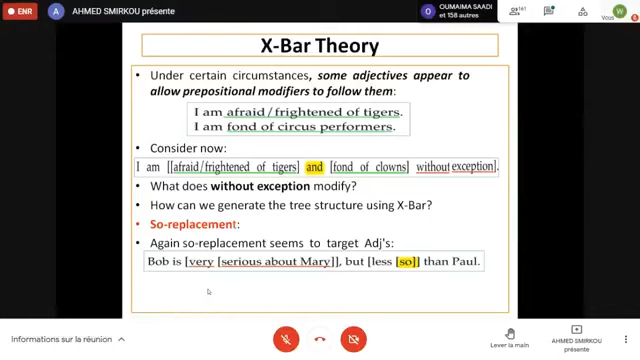 ENR
A
AHMED SMIRKOU présente
O
OUMAIMA SAADI
et 158 autres
161
W
X-Bar Theory
• Under certain circumstances, some adjectives appear to
allow prepositional modifiers to follow them:
I am afraid/frightened of tigers.
I am fond of circus performers.
• Consider now:
I am [[afraid/frightened of tigers] and [fond of clowns] without exception].
• What does without exception modify?
• How can we generate the tree structure using X-Bar?
• So-replacement:
• Again so-replacement seems to target Adj's:
Bob is [very [serious about Mary]], but [less [so]] than Paul.
Informations sur la réunion
Lever la main
AHMED SMIRKOU
présente